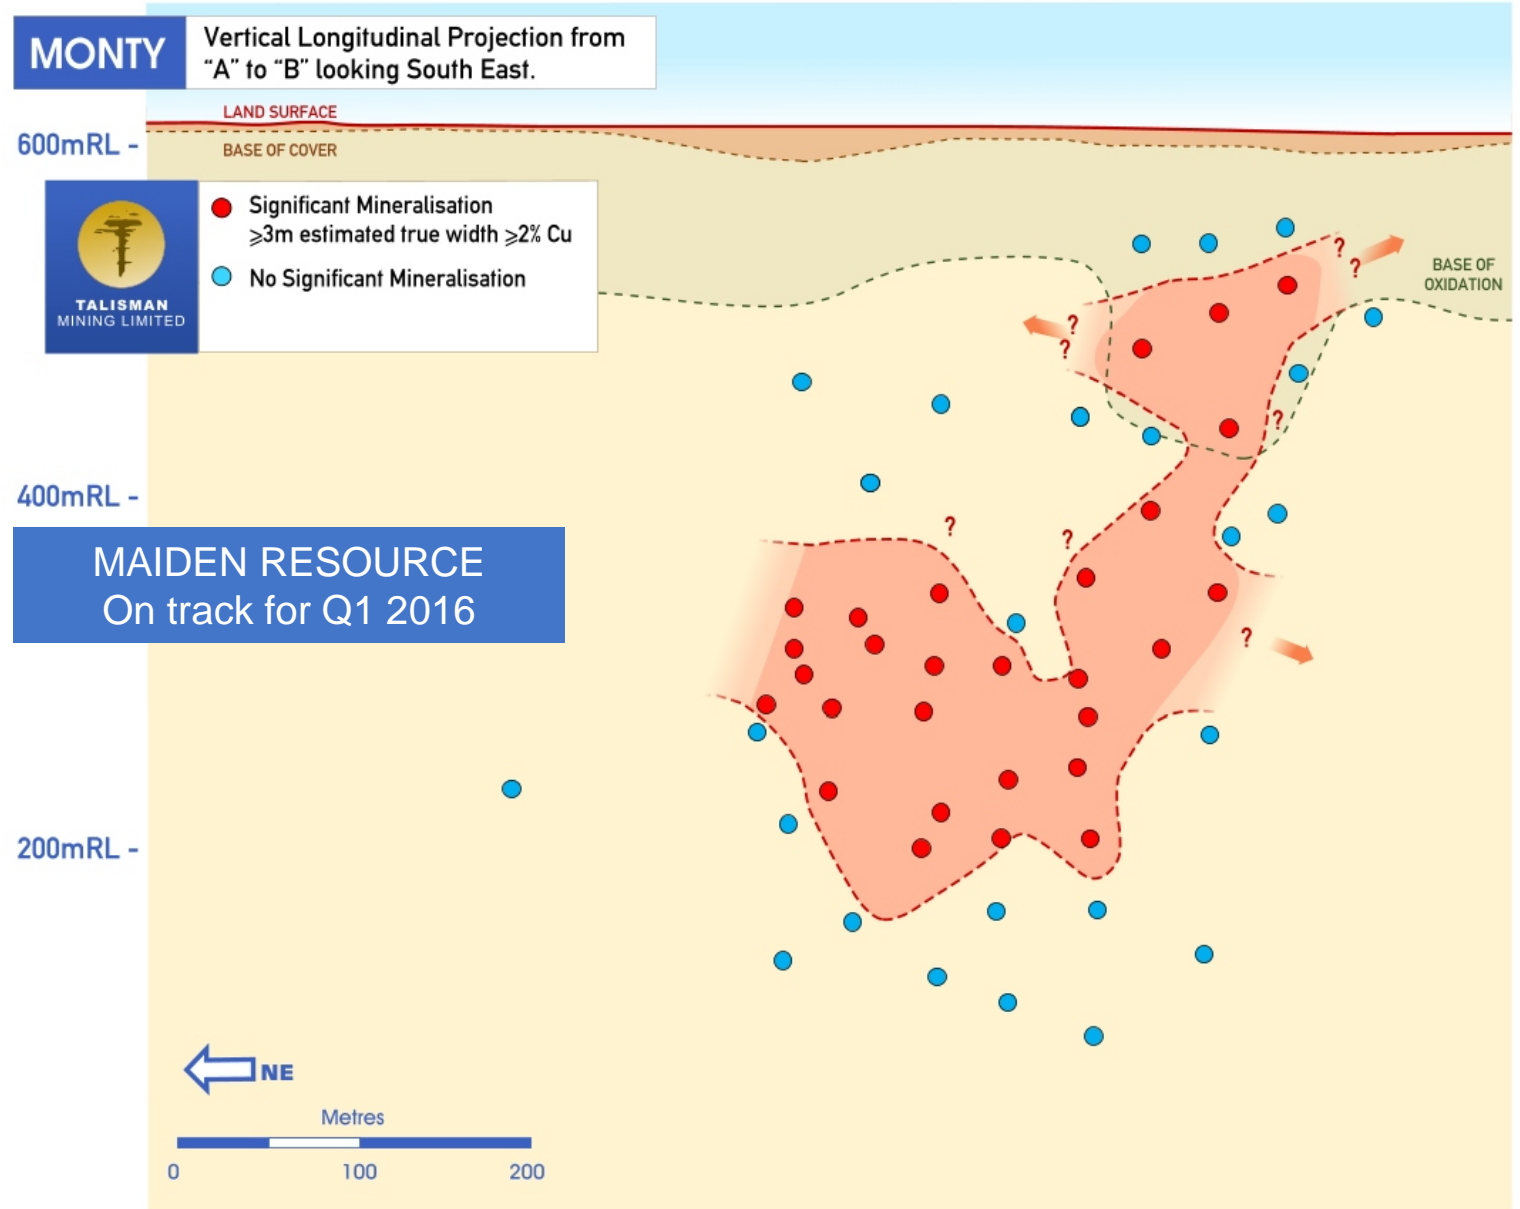 MONTY
Vertical Longitudinal Projection from
“A” to “B” looking South East.
LAND SURFACE
600mRL -
BASE OF COVER
Significant Mineralisation
⩾3m estimated true width ⩾2% Cu
No Significant Mineralisation
TALISMAN
MINING LIMITED
?
?
BASE OF
OXIDATION
?
?
?
400mRL -
?
?
MAIDEN RESOURCE
On track for Q1 2016
?
200mRL -
NE
Metres
0 100 200